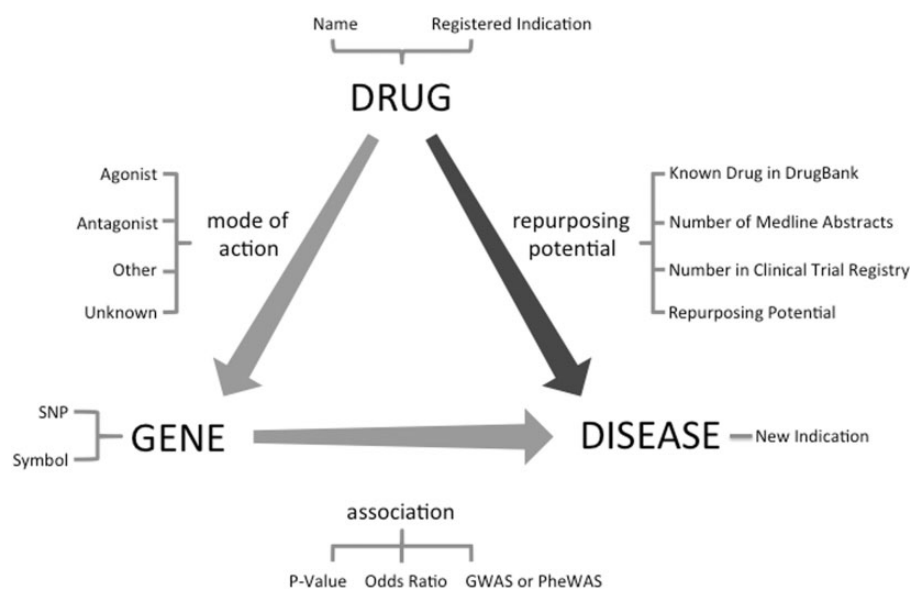 Name Registered Indication
DRUG
Agonist
Antagonist
Other
Unknown
mode of
action
repurposing
potential
Known Drug in DrugBank
Number of Medline Abstracts
Number in Clinical Trial Registry
Repurposing Potential
SNP
Symbol
GENE
DISEASE
New Indication
association
P-Value Odds Ratio GWAS or PheWAS